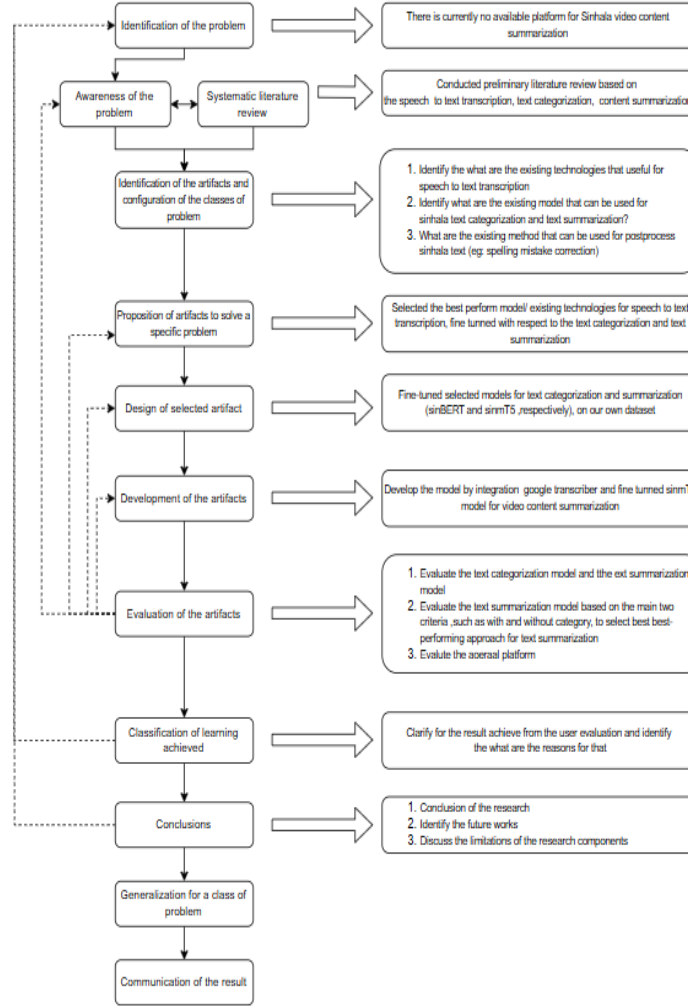 Identification of the problem
There is currently no available platform for Sinhala video content
summarization
Awareness of the
problem
Systematic literature
review
Conducted preliminary literature review based on
the speech to text transcription, text categorization, content summarization
Identification of the artifacts and
configuration of the classes of
problem
1. Identify the what are the existing technologies that useful for
speech to text transcription
2. Identify what are the existing model that can be used for
sinhala text categorization and text summarization?
3. What are the existing method that can be used for postprocess
sinhala text (eg: spelling mistake correction)
Proposition of artifacts to solve a
specific problem
Selected the best perform model/ existing technologies for speech to text
transcription, fine tunned with respect to the text categorization and text
summarization
Design of selected artifact
Fine-tuned selected models for text categorization and summarization
(sinBERT and sinmT5 ,respectively), on our own dataset
Development of the artifacts
Develop the model by integration google transcriber and fine tunned sinmT
model for video content summarization
Evaluation of the artifacts
1. Evaluate the text categorization model and tthe ext summarization
model
2. Evaluate the text summarization model based on the main two
criteria ,such as with and without category, to select best best-
performing approach for text summarization
3. Evalute the aoeraal platform
Classification of learning
achieved
Clarify for the result achieve from the user evaluation and identify
the what are the reasons for that
Conclusions
1. Conclusion of the research
2. Identify the future works
3. Discuss the limitations of the research components
Generalization for a class of
problem
Communication of the result